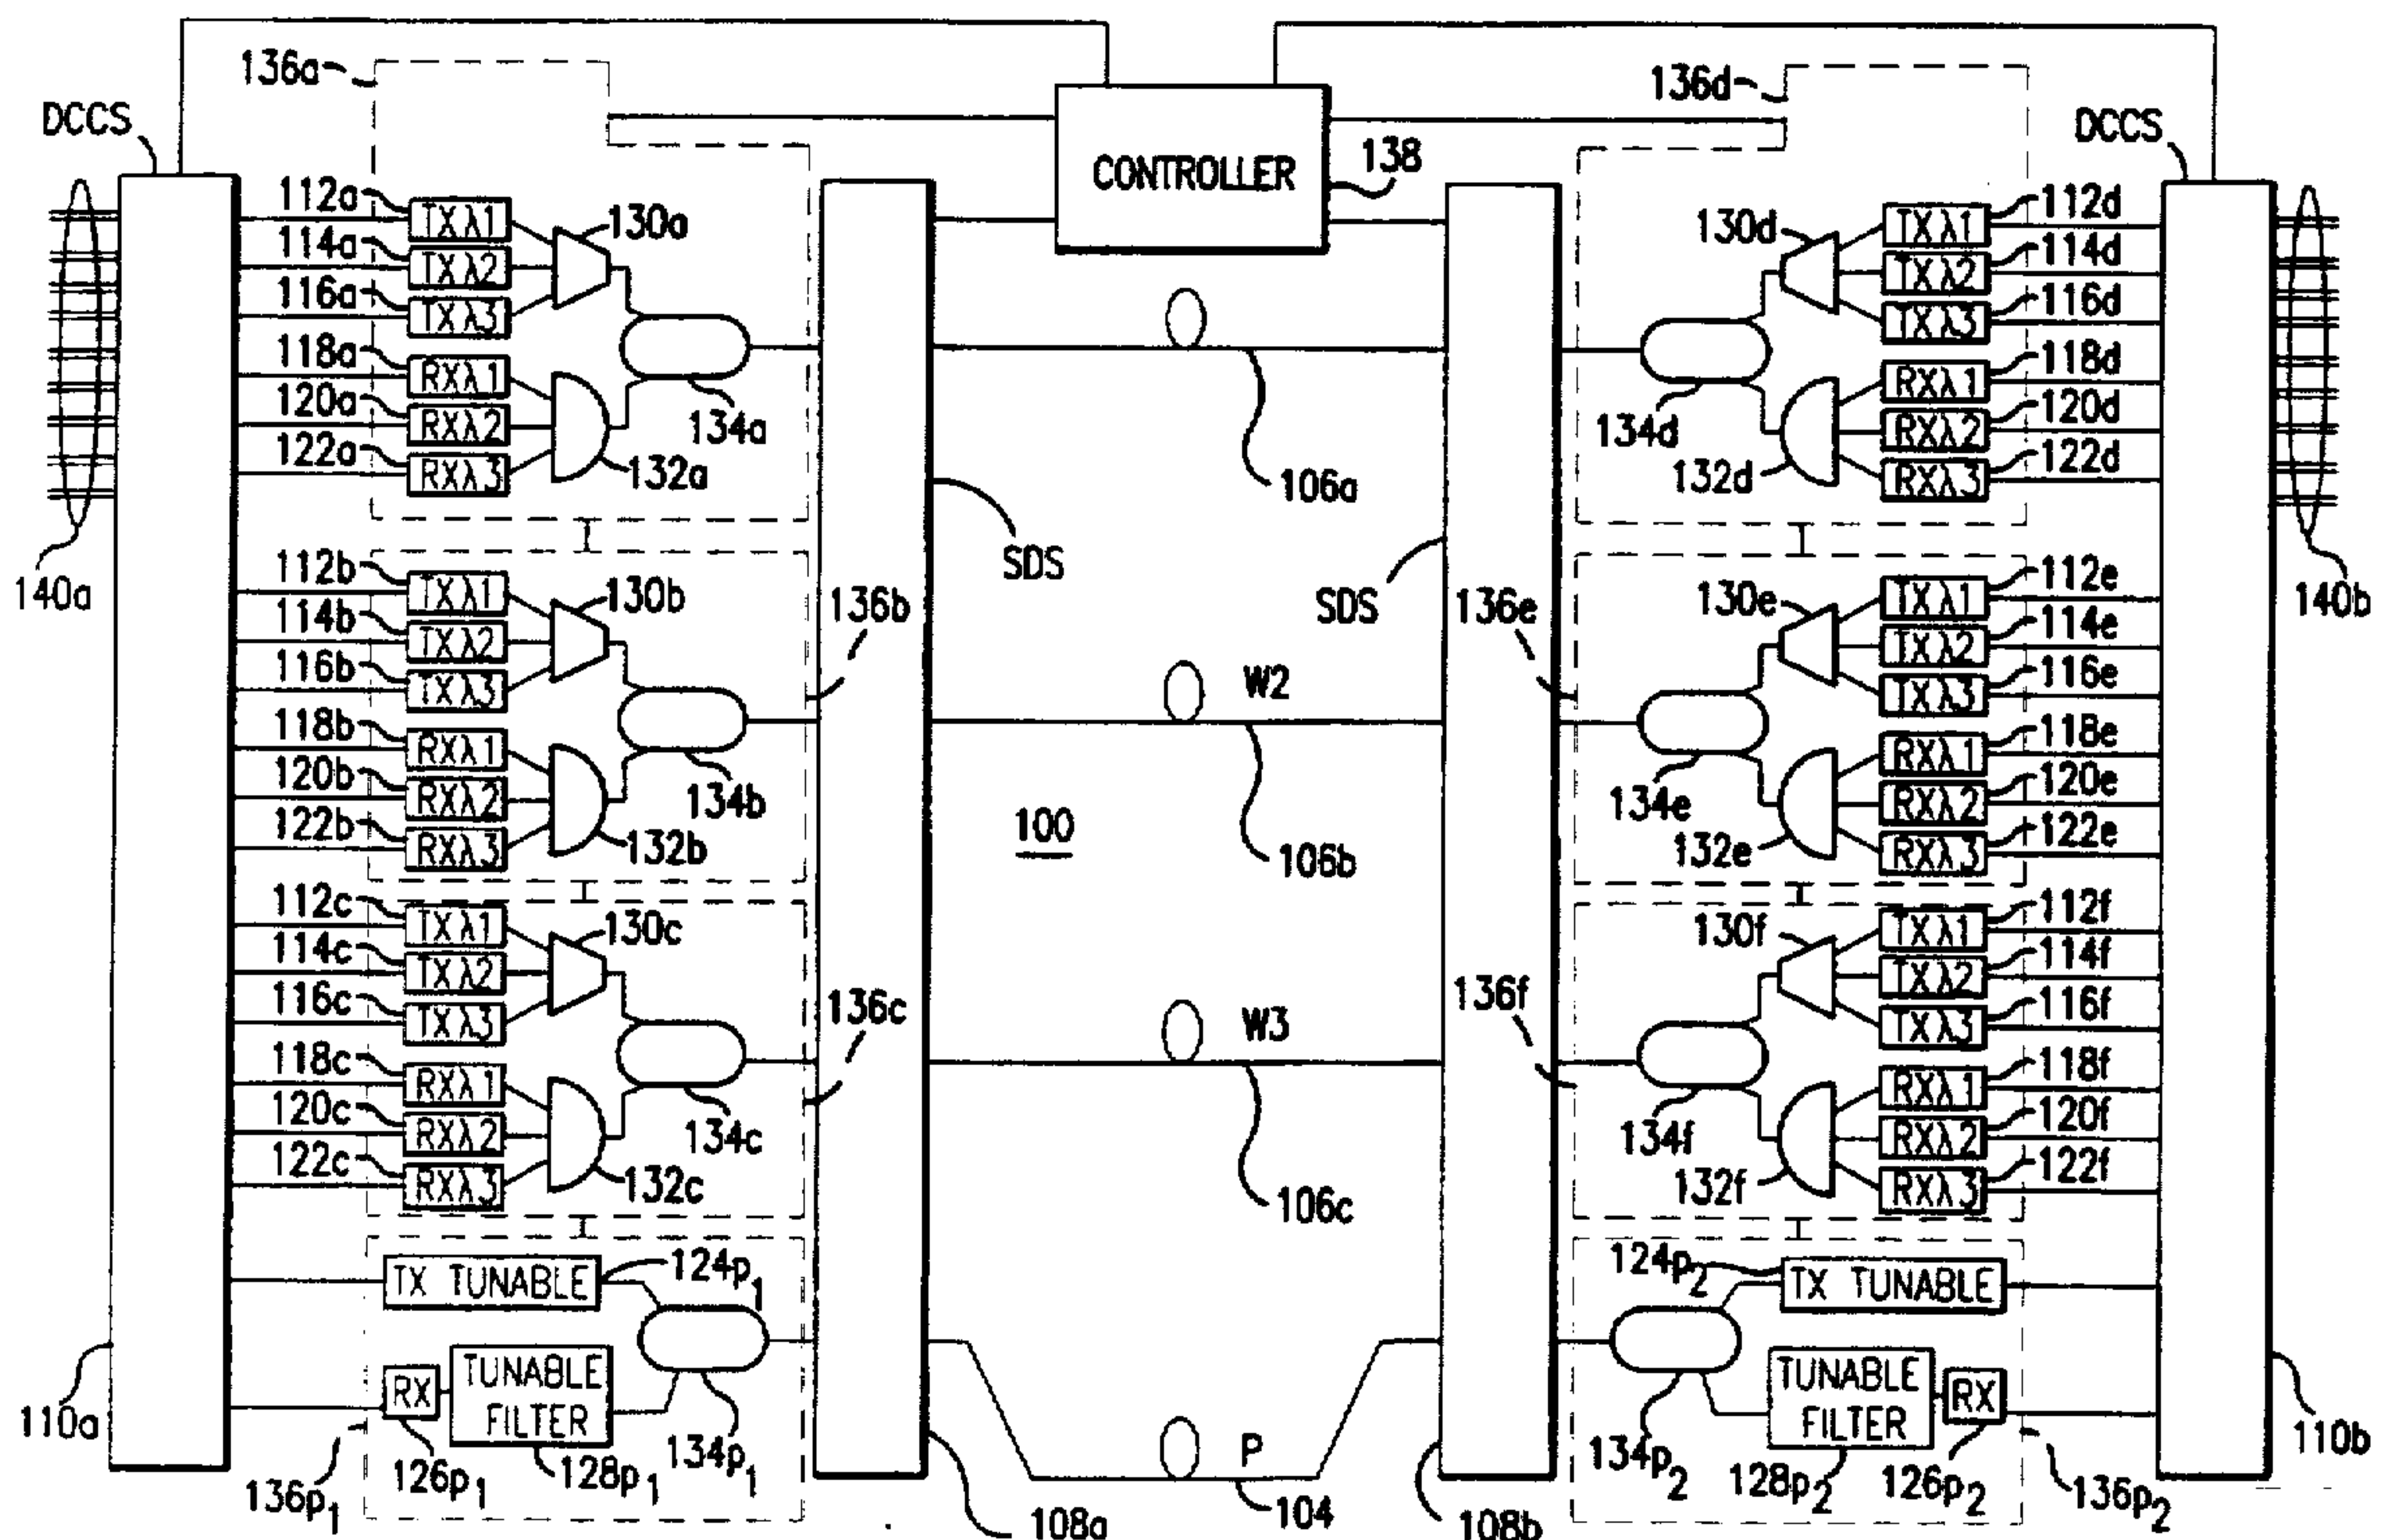 136a
136d
DCCS
DCCS
CONTROLLER
138
112a
TXλ1
130a
114a
TXλ2
116a
TXλ3
118a
RXλ1
120a
RXλ2
134a
122a
RXλ3
132a
130d
TXλ1
112d
TXλ2
114d
TXλ3
116d
RXλ1
118d
134d
RXλ2
120d
132d
RXλ3
122d
106a
140a
SDS
SDS
140b
112b
TXλ1
130b
136b
114b
TXλ2
116b
TXλ3
118b
RXλ1
120b
RXλ2
134b
122b
RXλ3
132b
W2
100
106b
136e
130e
TXλ1
112e
TXλ2
114e
TXλ3
116e
RXλ1
118e
134e
RXλ2
120e
132e
RXλ3
122e
112c
TXλ1
130c
114c
TXλ2
136c
116c
TXλ3
118c
RXλ1
120c
RXλ2
134c
122c
RXλ3
132c
W3
106c
136f
130f
TXλ1
112f
TXλ2
114f
TXλ3
116f
RXλ1
118f
134f
RXλ2
120f
132f
RXλ3
122f
TX TUNABLE
124p1
124p2
TX TUNABLE
110a
RX
TUNABLE
FILTER
134p1
136p1
126p1
128p1
108a
P
104
108b
134p2
TUNABLE
FILTER
RX
128p2
126p2
136p2
110b